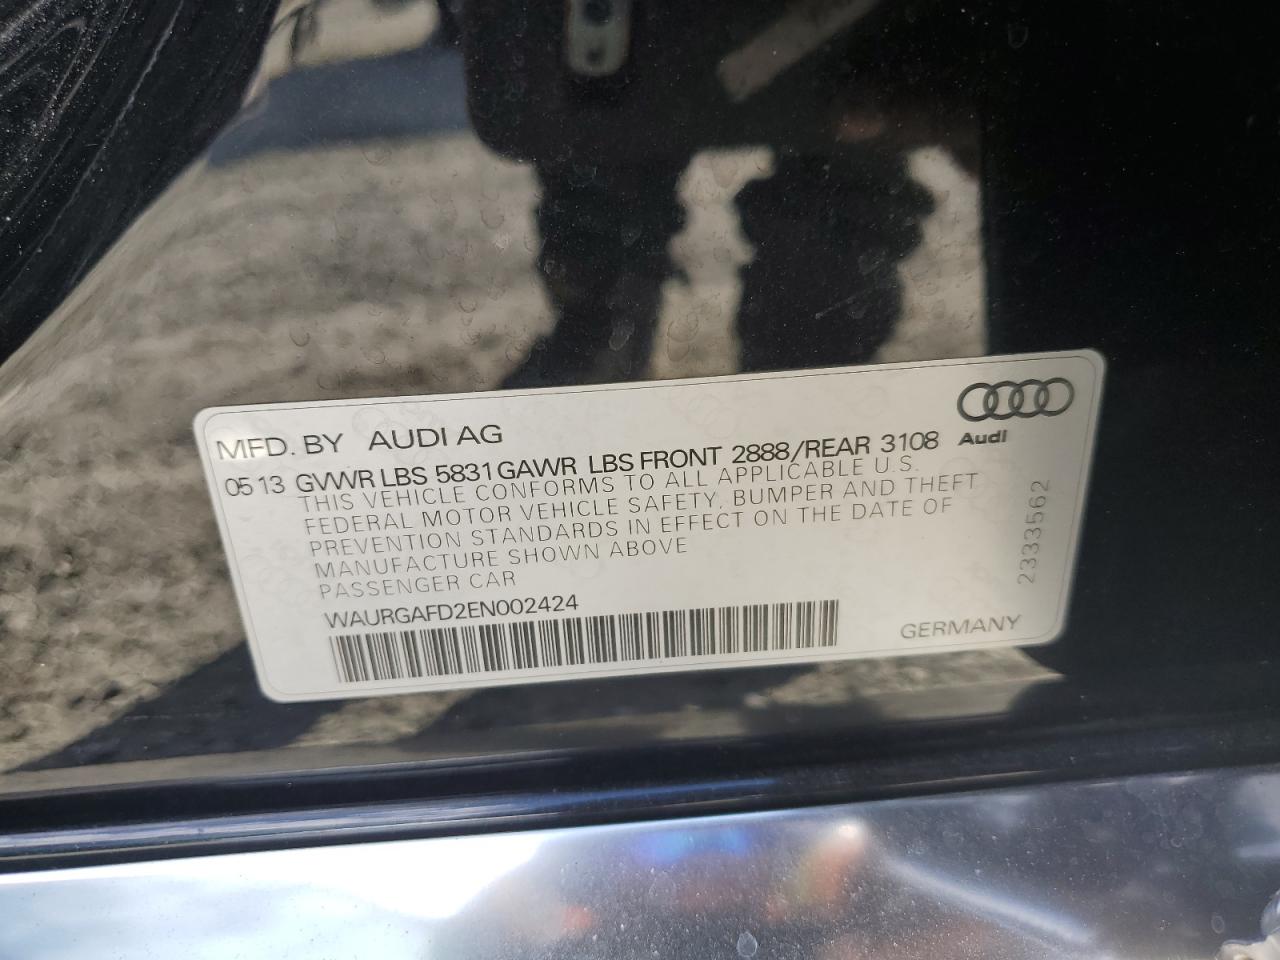 MFD. BY AUDI AG
Audi
05 13 GVWR LBS 5831 GAWR LBS FRONT 2888/REAR 3108
THIS VEHICLE CONFORMS TO ALL APPLICABLE U.S.
FEDERAL MOTOR VEHICLE SAFETY, BUMPER AND THEFT
PREVENTION STANDARDS IN EFFECT ON THE DATE OF
MANUFACTURE SHOWN ABOVE
PASSENGER CAR
2333562
WAURGAFD2EN002424
GERMANY